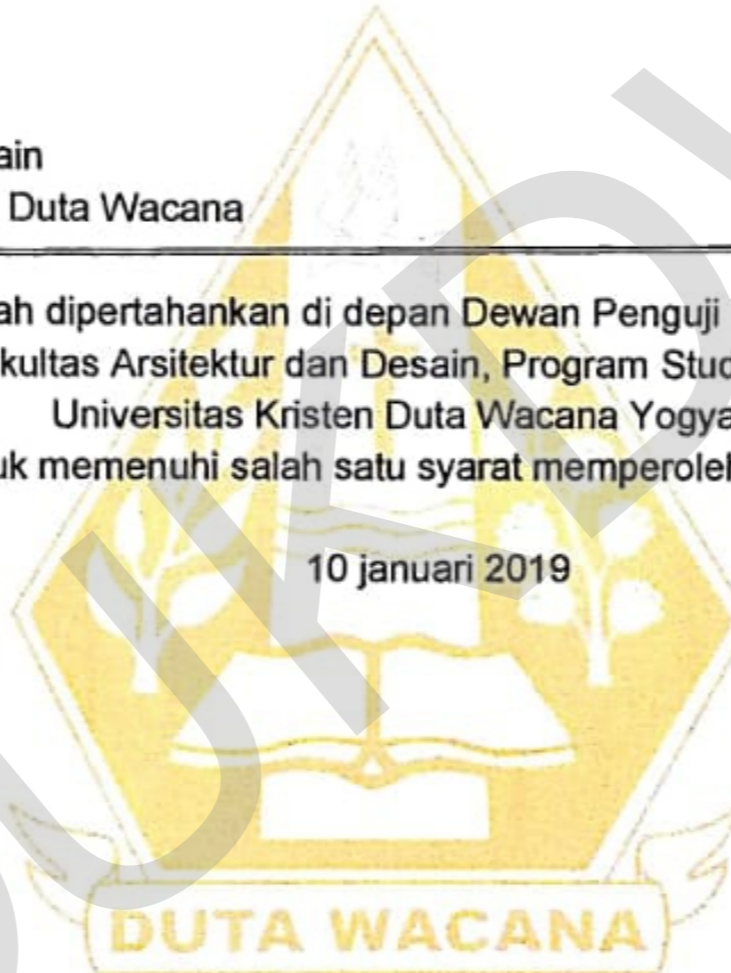 ain
Duta Wacana
ah dipertahankan di depan Dewan Penguji
kultas Arsitektur dan Desain, Program Stud
Universitas Kristen Duta Wacana Yogya
uk memenuhi salah satu syarat memperoleh
10 januari 2019
DUTA WACANA